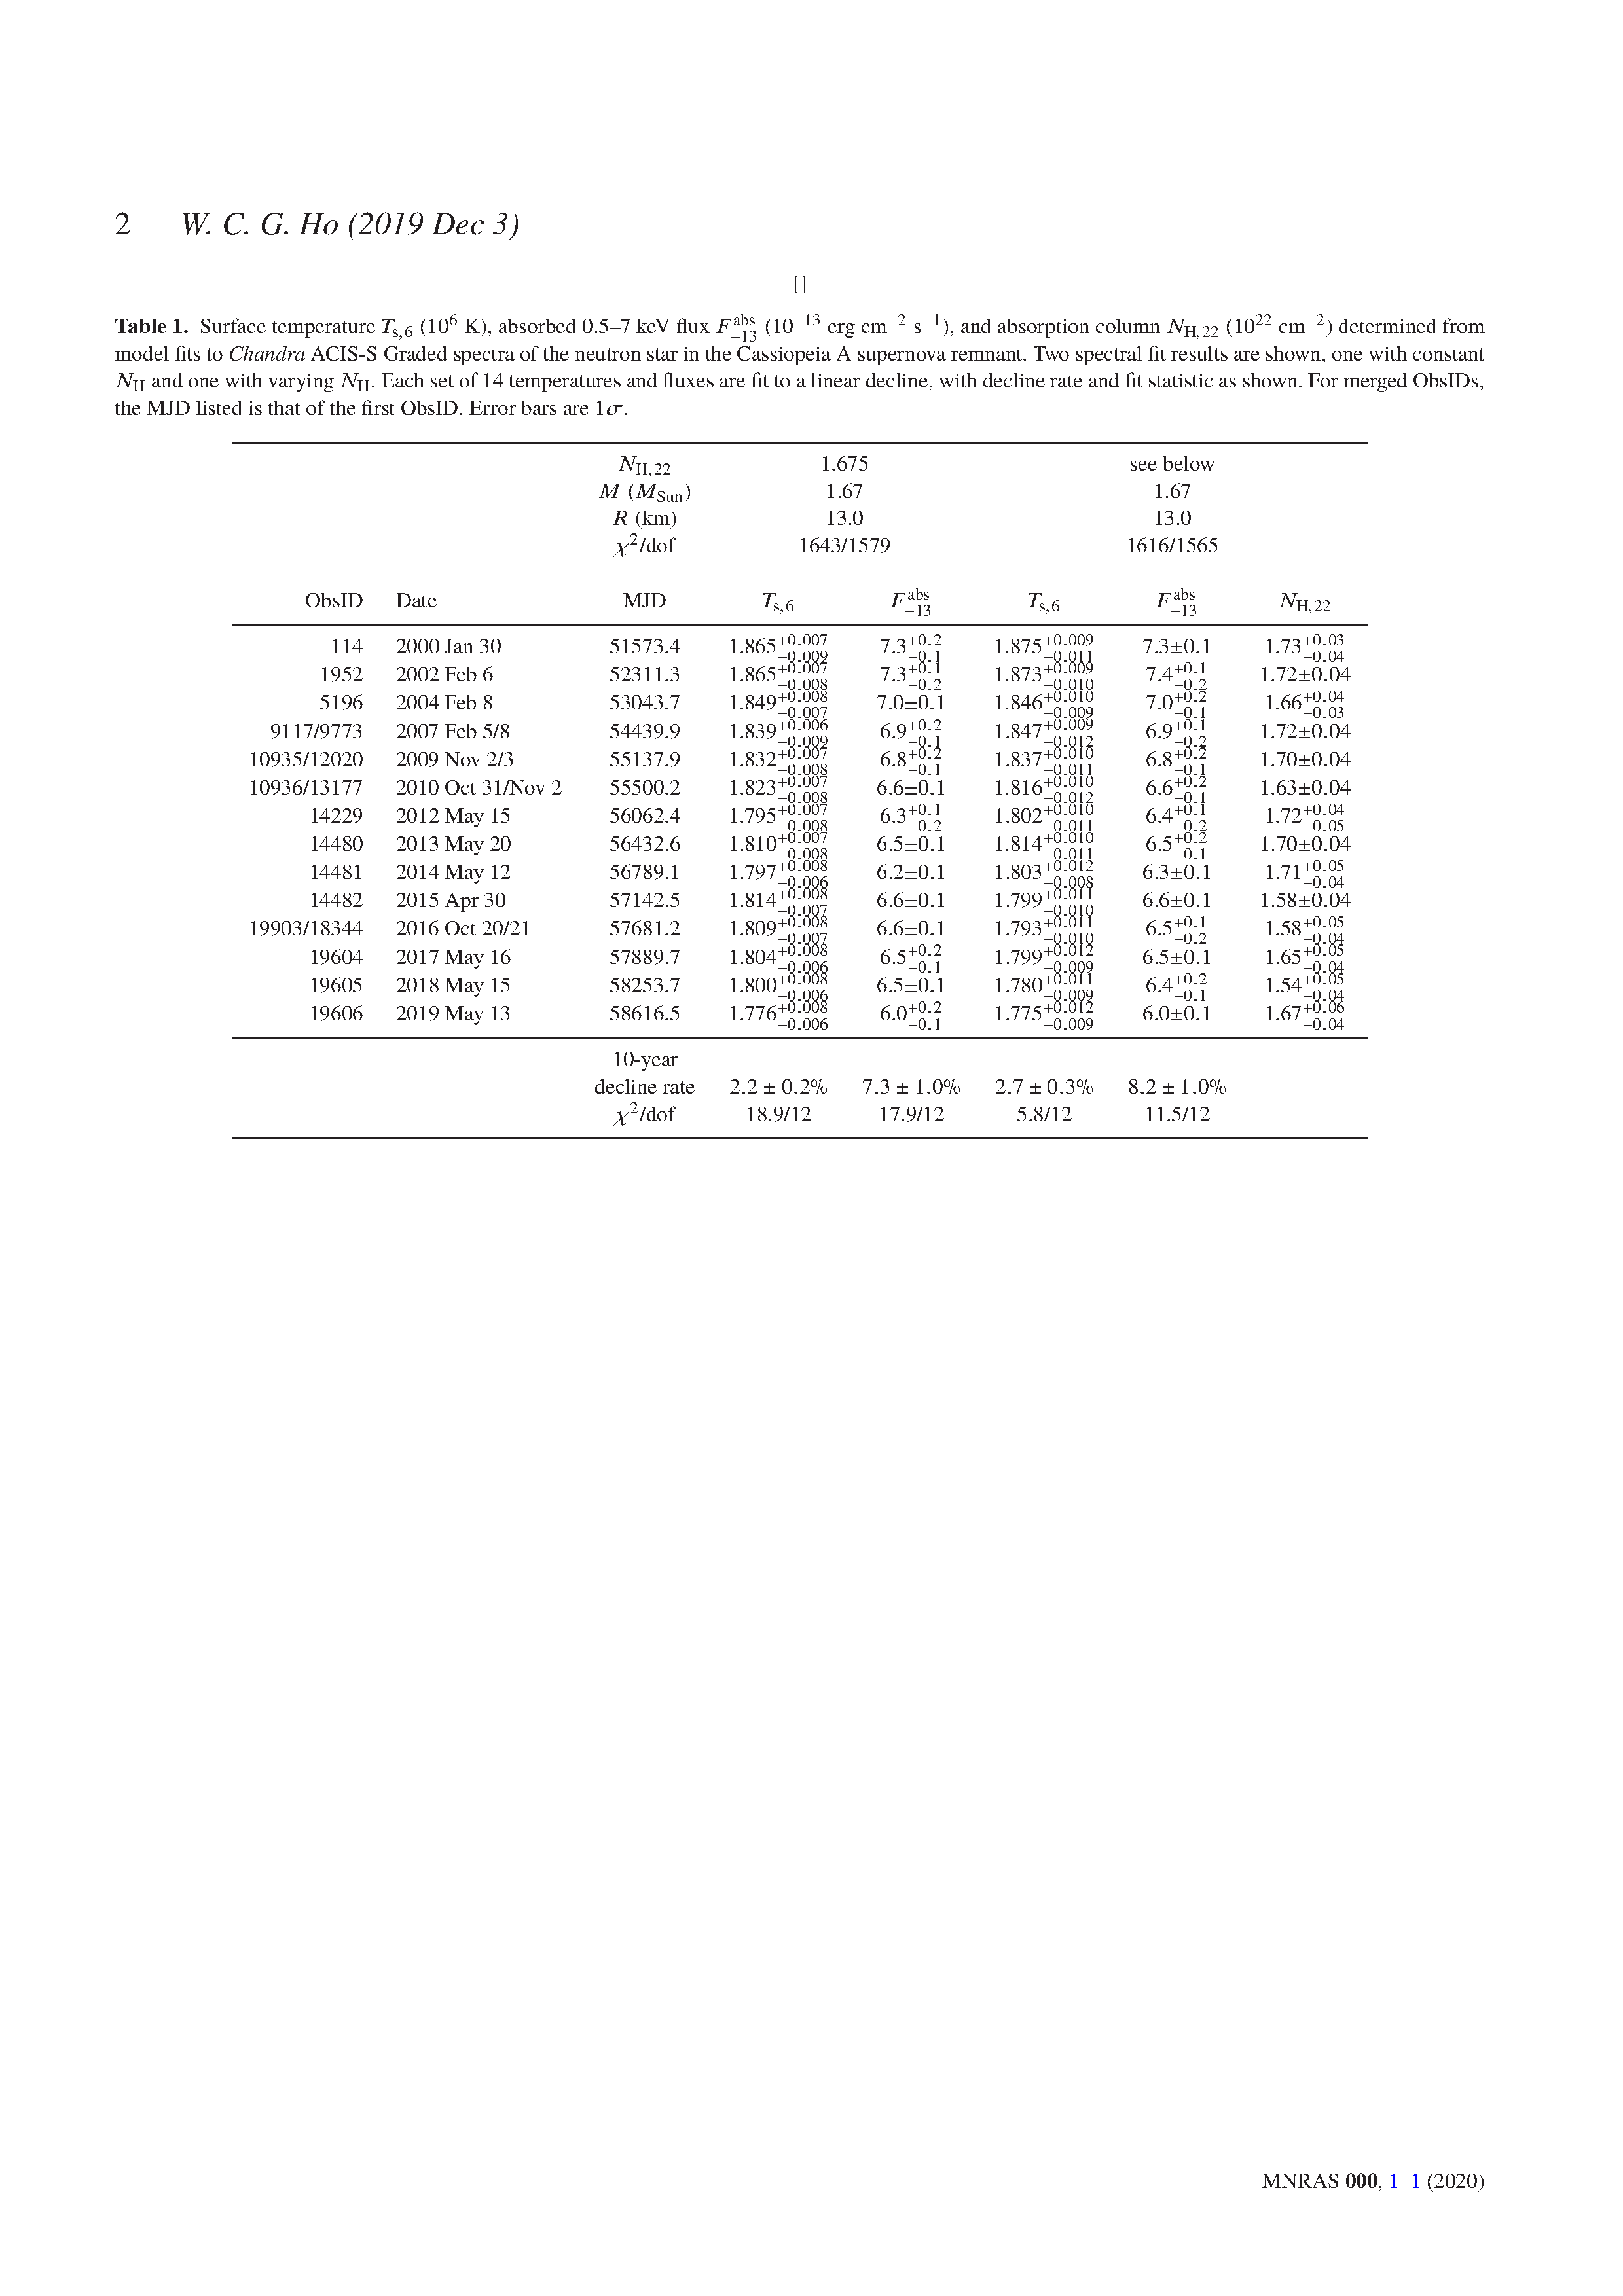 2 W. C. G. Ho (2019 Dec 3)
[]
Table 1. Surface temperature T_s,6 (10^6 K), absorbed 0.5–7 keV flux F^abs_−13 (10^−13 erg cm^−2 s^−1), and absorption column N_H,22 (10^22 cm^−2) determined from
model fits to Chandra ACIS-S Graded spectra of the neutron star in the Cassiopeia A supernova remnant. Two spectral fit results are shown, one with constant
N_H and one with varying N_H. Each set of 14 temperatures and fluxes are fit to a linear decline, with decline rate and fit statistic as shown. For merged ObsIDs,
the MJD listed is that of the first ObsID. Error bars are 1σ.
N_H,22 1.675 see below
M (M_Sun) 1.67 1.67
R (km) 13.0 13.0
χ^2/dof 1643/1579 1616/1565
ObsID Date MJD T_s,6 F^abs_−13 T_s,6 F^abs_−13 N_H,22
114 2000 Jan 30 51573.4 1.865^+0.007_−0.009 7.3^+0.2_−0.1 1.875^+0.009_−0.011 7.3±0.1 1.73^+0.03_−0.04
1952 2002 Feb 6 52311.3 1.865^+0.007_−0.008 7.3^+0.1_−0.2 1.873^+0.009_−0.010 7.4^+0.1_−0.2 1.72±0.04
5196 2004 Feb 8 53043.7 1.849^+0.008_−0.007 7.0±0.1 1.846^+0.010_−0.009 7.0^+0.2_−0.1 1.66^+0.04_−0.03
9117/9773 2007 Feb 5/8 54439.9 1.839^+0.006_−0.009 6.9^+0.2_−0.1 1.847^+0.009_−0.012 6.9^+0.1_−0.2 1.72±0.04
10935/12020 2009 Nov 2/3 55137.9 1.832^+0.007_−0.008 6.8^+0.2_−0.1 1.837^+0.010_−0.011 6.8^+0.2_−0.1 1.70±0.04
10936/13177 2010 Oct 31/Nov 2 55500.2 1.823^+0.007_−0.008 6.6±0.1 1.816^+0.010_−0.012 6.6^+0.2_−0.1 1.63±0.04
14229 2012 May 15 56062.4 1.795^+0.007_−0.008 6.3^+0.1_−0.2 1.802^+0.010_−0.011 6.4^+0.1_−0.2 1.72^+0.04_−0.05
14480 2013 May 20 56432.6 1.810^+0.007_−0.008 6.5±0.1 1.814^+0.010_−0.011 6.5^+0.2_−0.1 1.70±0.04
14481 2014 May 12 56789.1 1.797^+0.008_−0.006 6.2±0.1 1.803^+0.012_−0.008 6.3±0.1 1.71^+0.05_−0.04
14482 2015 Apr 30 57142.5 1.814^+0.008_−0.007 6.6±0.1 1.799^+0.011_−0.010 6.6±0.1 1.58±0.04
19903/18344 2016 Oct 20/21 57681.2 1.809^+0.008_−0.007 6.6±0.1 1.793^+0.011_−0.010 6.5^+0.1_−0.2 1.58^+0.05_−0.04
19604 2017 May 16 57889.7 1.804^+0.008_−0.006 6.5^+0.2_−0.1 1.799^+0.012_−0.009 6.5±0.1 1.65^+0.05_−0.04
19605 2018 May 15 58253.7 1.800^+0.008_−0.006 6.5±0.1 1.780^+0.011_−0.009 6.4^+0.2_−0.1 1.54^+0.05_−0.04
19606 2019 May 13 58616.5 1.776^+0.008_−0.006 6.0^+0.2_−0.1 1.775^+0.012_−0.009 6.0±0.1 1.67^+0.06_−0.04
10-year
decline rate 2.2 ± 0.2% 7.3 ± 1.0% 2.7 ± 0.3% 8.2 ± 1.0%
χ^2/dof 18.9/12 17.9/12 5.8/12 11.5/12
MNRAS 000, 1–1 (2020)